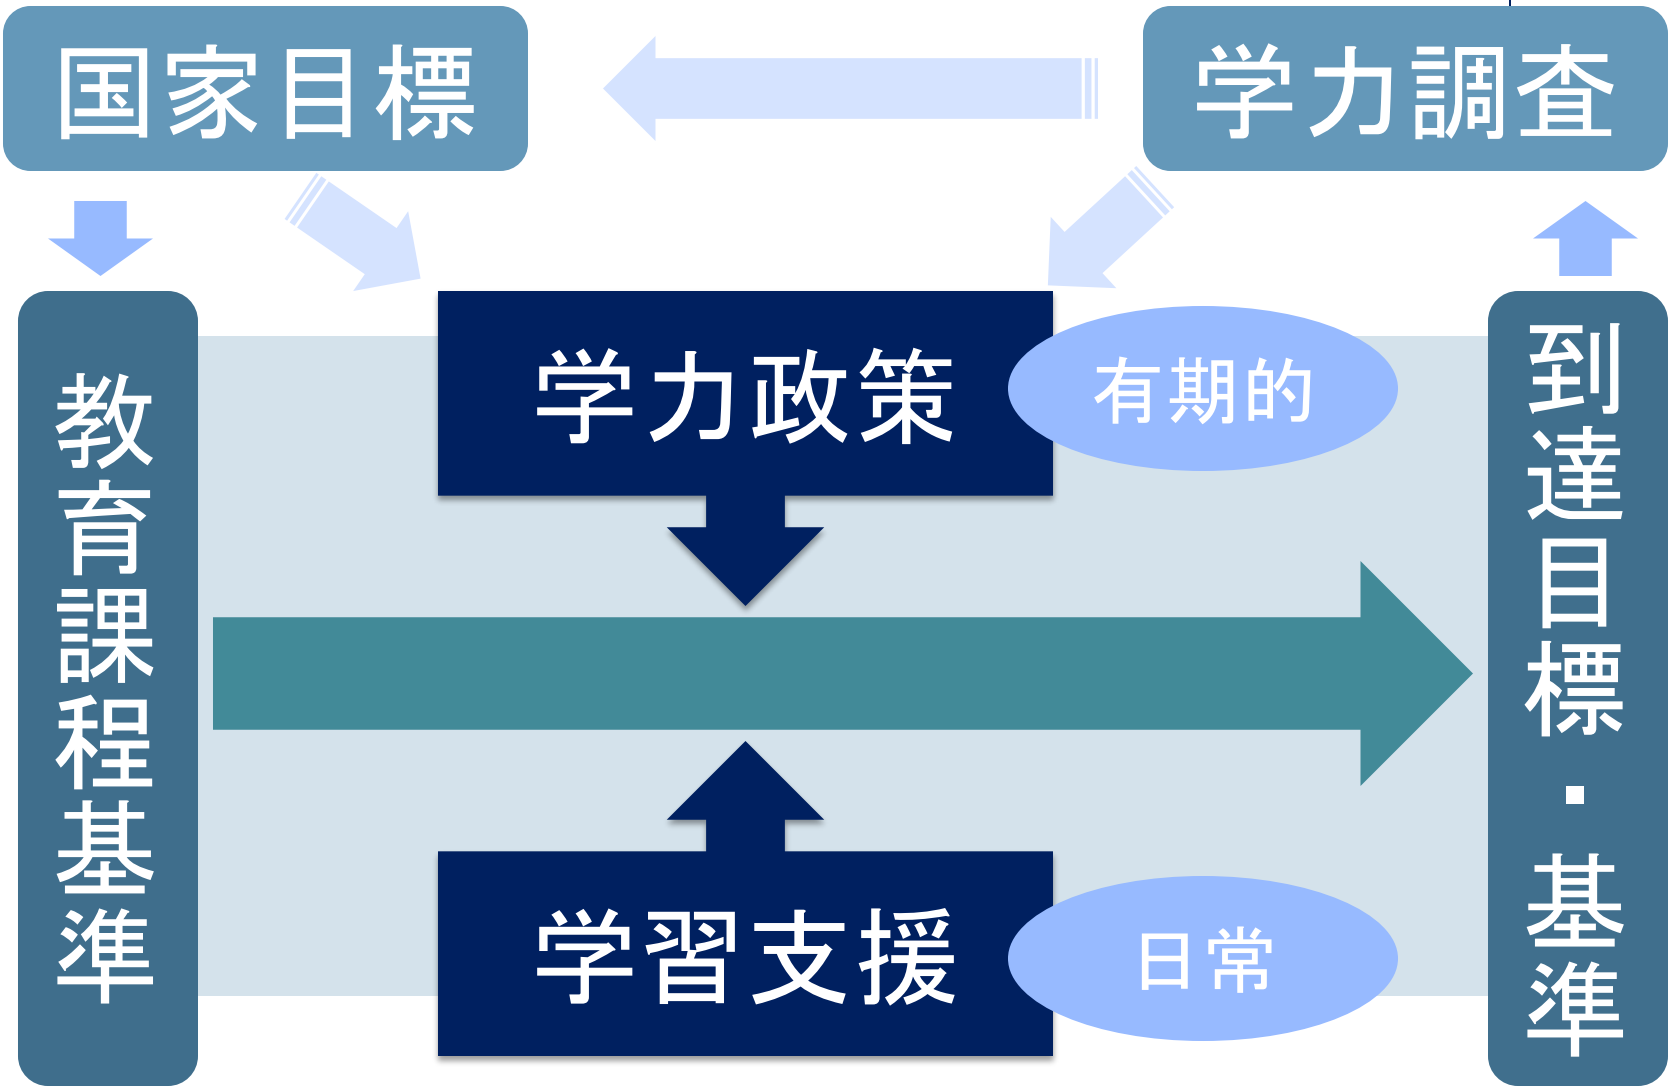 国家目標
学力調査
教育課程基準
学力政策
有期的
到達目標・基準
学習支援
日常